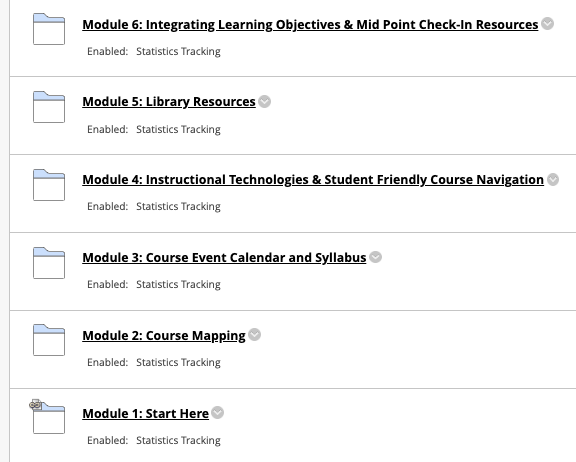 Module 6: Integrating Learning Objectives & Mid Point Check-In Resources
Enabled: Statistics Tracking
Module 5: Library Resources
Enabled: Statistics Tracking
Module 4: Instructional Technologies & Student Friendly Course Navigation
Enabled: Statistics Tracking
Module 3: Course Event Calendar and Syllabus
Enabled: Statistics Tracking
Module 2: Course Mapping
Enabled: Statistics Tracking
Module 1: Start Here
Enabled: Statistics Tracking